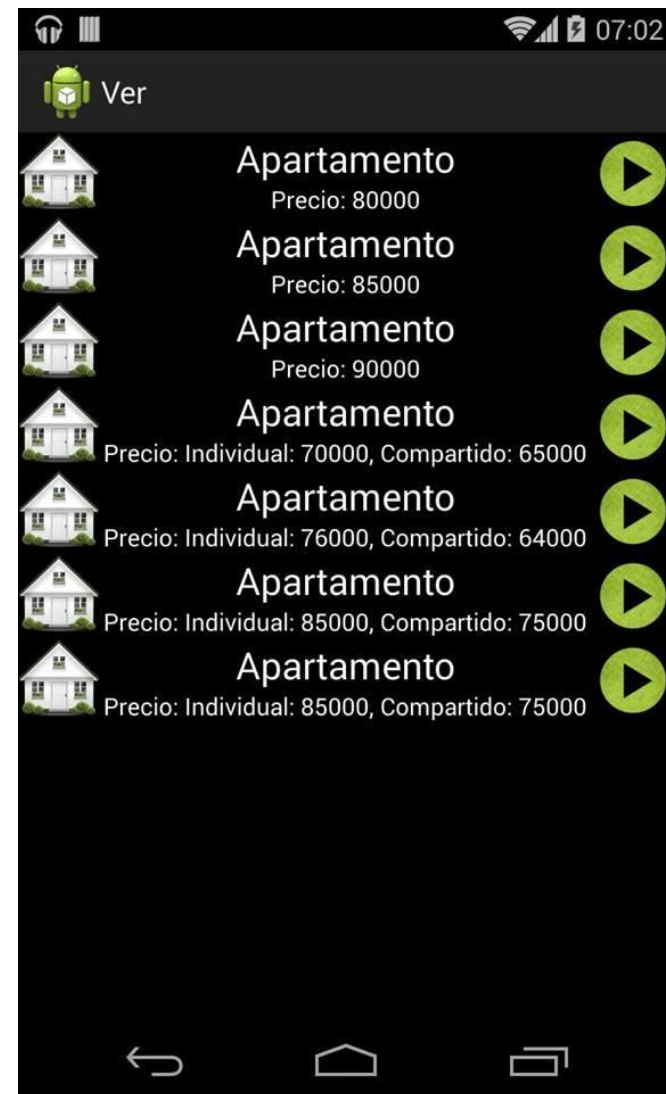 07:02
Ver
Apartamento
Precio: 80000
Apartamento
Precio: 85000
Apartamento
Precio: 90000
Apartamento
Precio: Individual: 70000, Compartido: 65000
Apartamento
Precio: Individual: 76000, Compartido: 64000
Apartamento
Precio: Individual: 85000, Compartido: 75000
Apartamento
Precio: Individual: 85000, Compartido: 75000